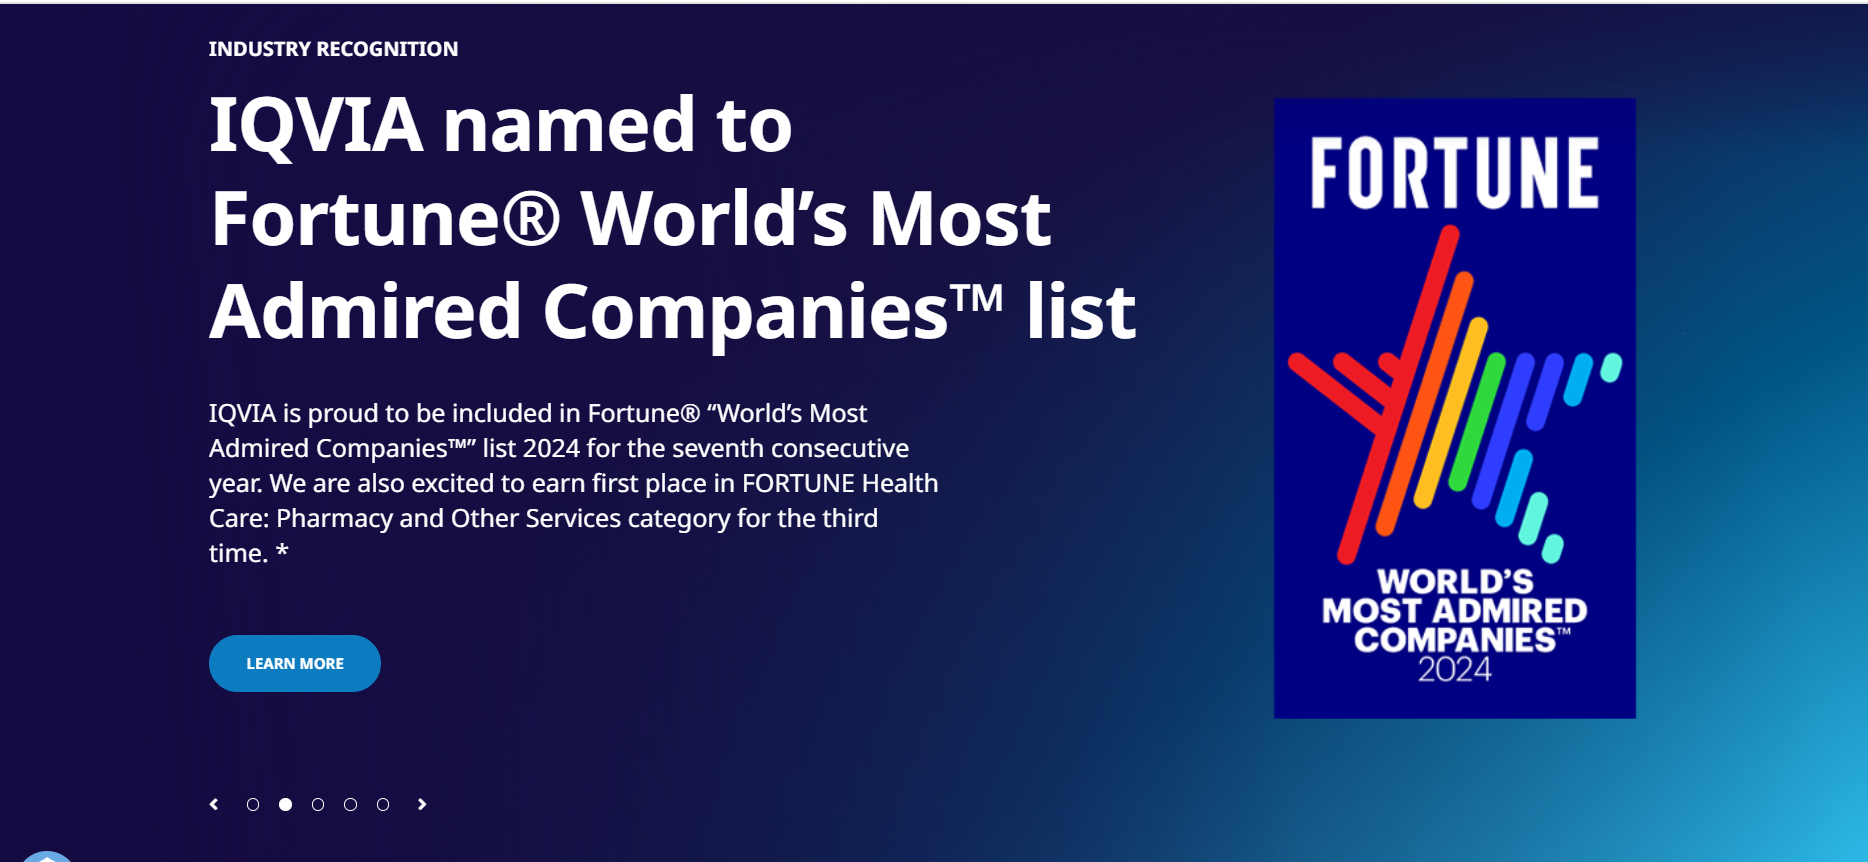 INDUSTRY RECOGNITION
IQVIA named to
Fortune® World’s Most
Admired Companies™ list
IQVIA is proud to be included in Fortune® “World’s Most
Admired Companies™” list 2024 for the seventh consecutive
year. We are also excited to earn first place in FORTUNE Health
Care: Pharmacy and Other Services category for the third
time. *
LEARN MORE
FORTUNE
WORLD’S
MOST ADMIRED
COMPANIES™
2024